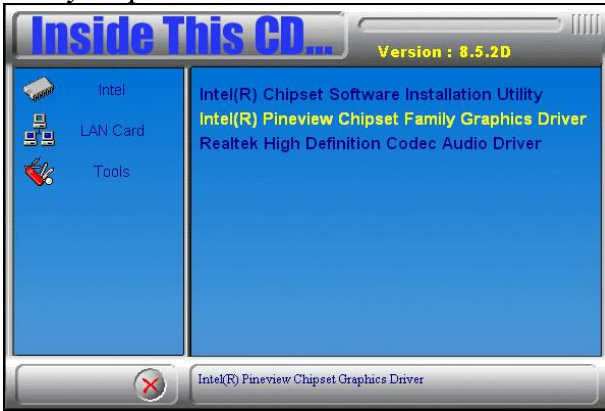 Inside This CD...
Version : 8.5.2D
Intel
LAN Card
Tools
Intel(R) Chipset Software Installation Utility
Intel(R) Pineview Chipset Family Graphics Driver
Realtek High Definition Codec Audio Driver
Intel(R) Pineview Chipset Graphics Driver